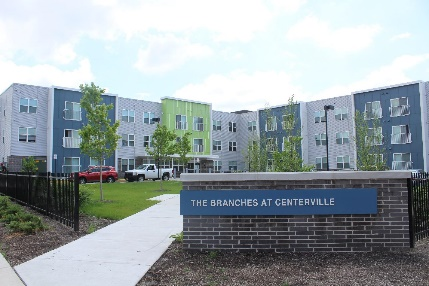 THE BRANCHES AT CENTERVILLE